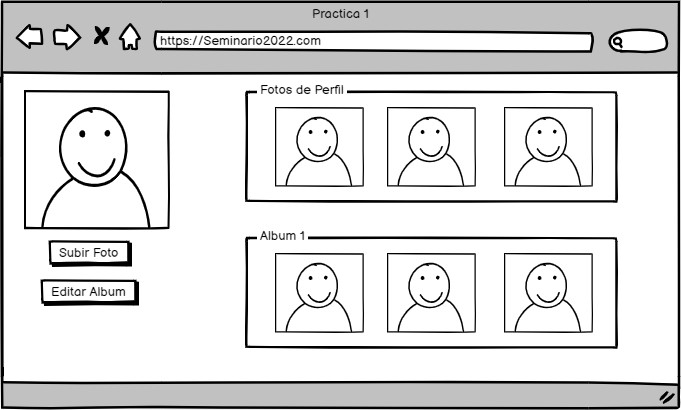 Practica 1
https://Seminario2022.com
Fotos de Perfil
Subir Foto
Editar Album
Album 1